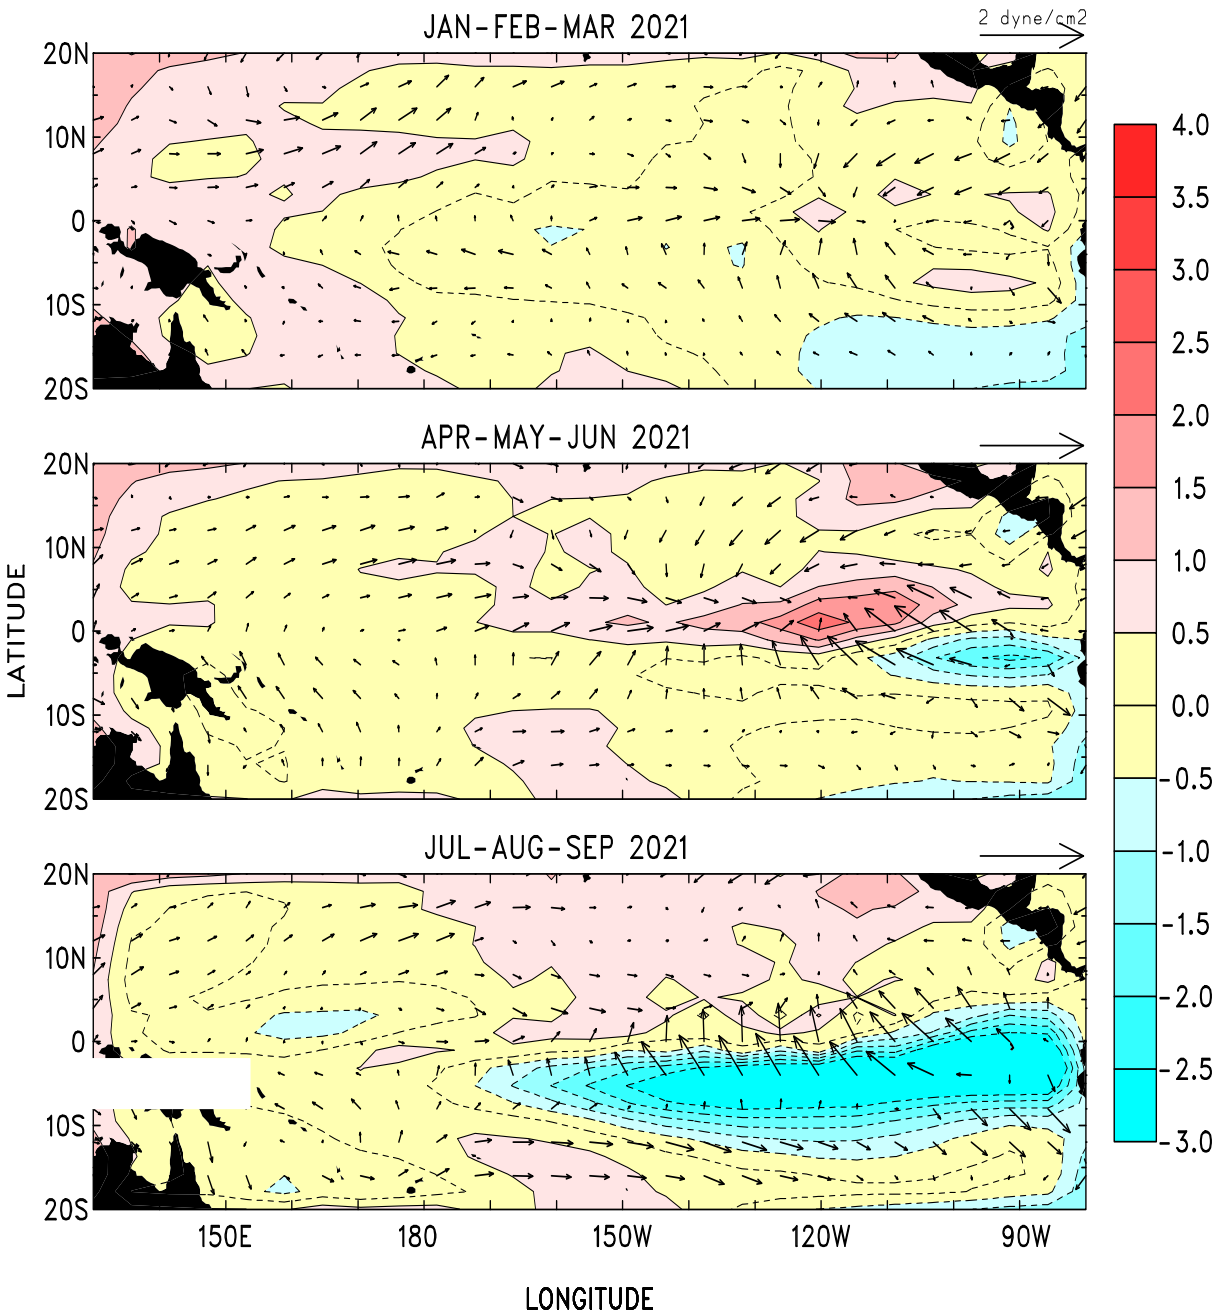 JAN-FEB-MAR 2021
2 dyne/cm2
20N
10N
0
10S
20S
APR-MAY-JUN 2021
20N
10N
0
10S
20S
JUL-AUG-SEP 2021
20N
10N
0
10S
20S
150E 180 150W 120W 90W
LONGITUDE
LATITUDE
4.0
3.5
3.0
2.5
2.0
1.5
1.0
0.5
0.0
-0.5
-1.0
-1.5
-2.0
-2.5
-3.0